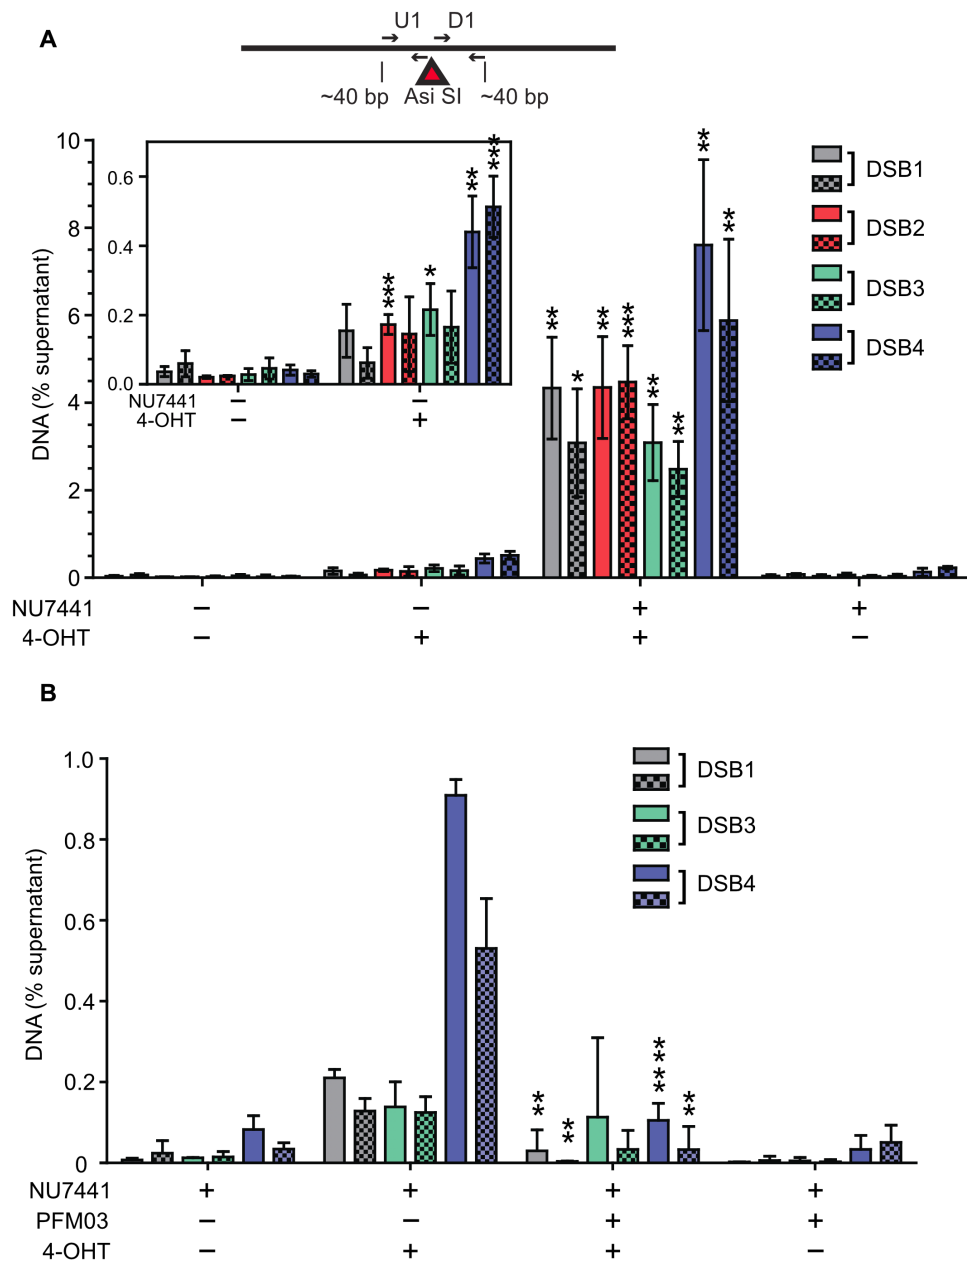 A
U1 D1
~40 bp Asi SI ~40 bp
DNA (% supernatant)
10
8
6
4
2
0
0.6
0.4
0.2
0.0
** ***
*** *
NU7441 − −
4-OHT − +
** * ** *** ** ** ** **
DSB1
DSB2
DSB3
DSB4
NU7441 − − + +
4-OHT − + + −
B
DNA (% supernatant)
1.0
0.8
0.6
0.4
0.2
0
** ** **** **
DSB1
DSB3
DSB4
NU7441 + + + +
PFM03 − − + +
4-OHT − + + −